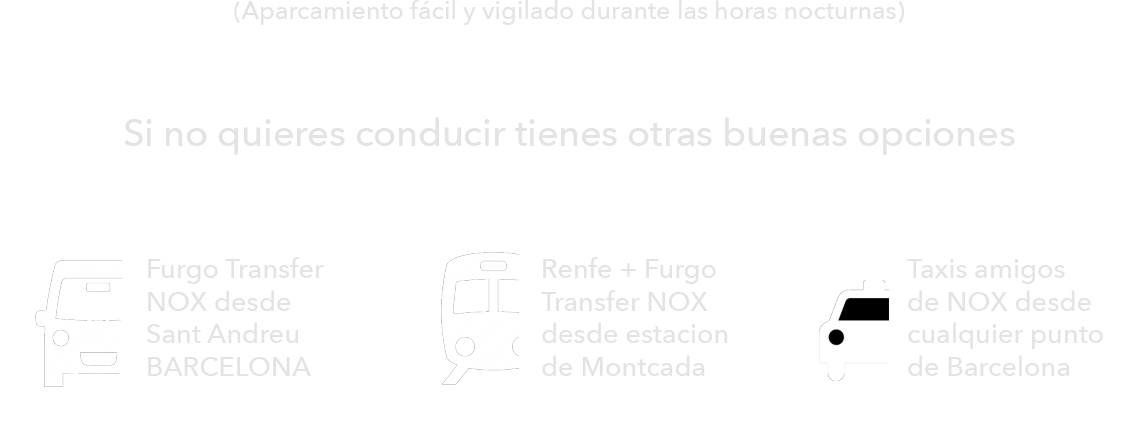 (Aparcamiento fácil y vigilado durante las horas nocturnas)
Si no quieres conducir tienes otras buenas opciones
Furgo Transfer
NOX desde
Sant Andreu
BARCELONA
Renfe + Furgo
Transfer NOX
desde estacion
de Montcada
Taxis amigos
de NOX desde
cualquier punto
de Barcelona